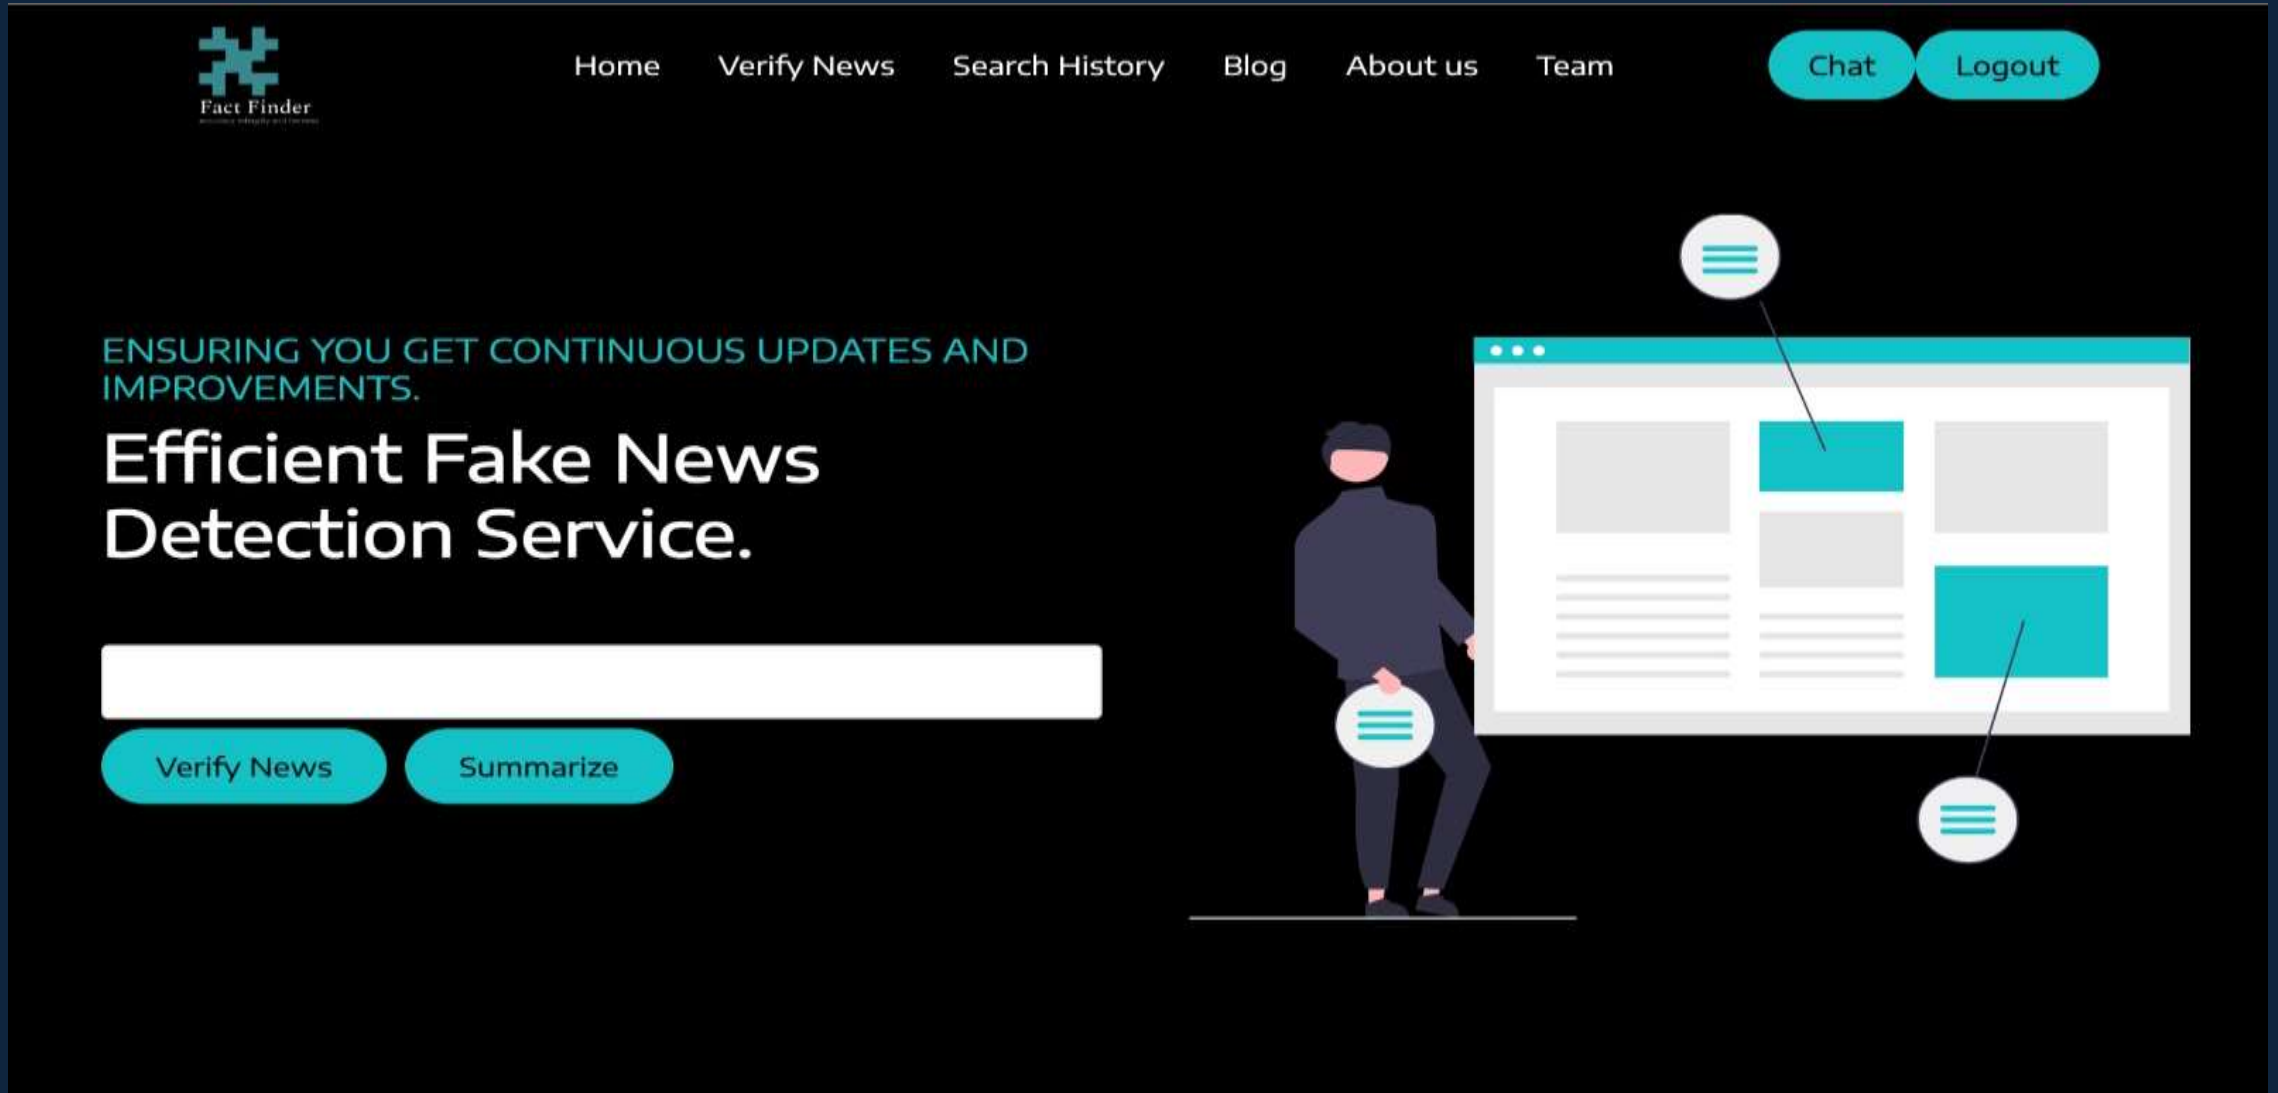 Fact Finder
Home Verify News Search History Blog About us Team Chat Logout
ENSURING YOU GET CONTINUOUS UPDATES AND
IMPROVEMENTS.
Efficient Fake News
Detection Service.
Verify News Summarize